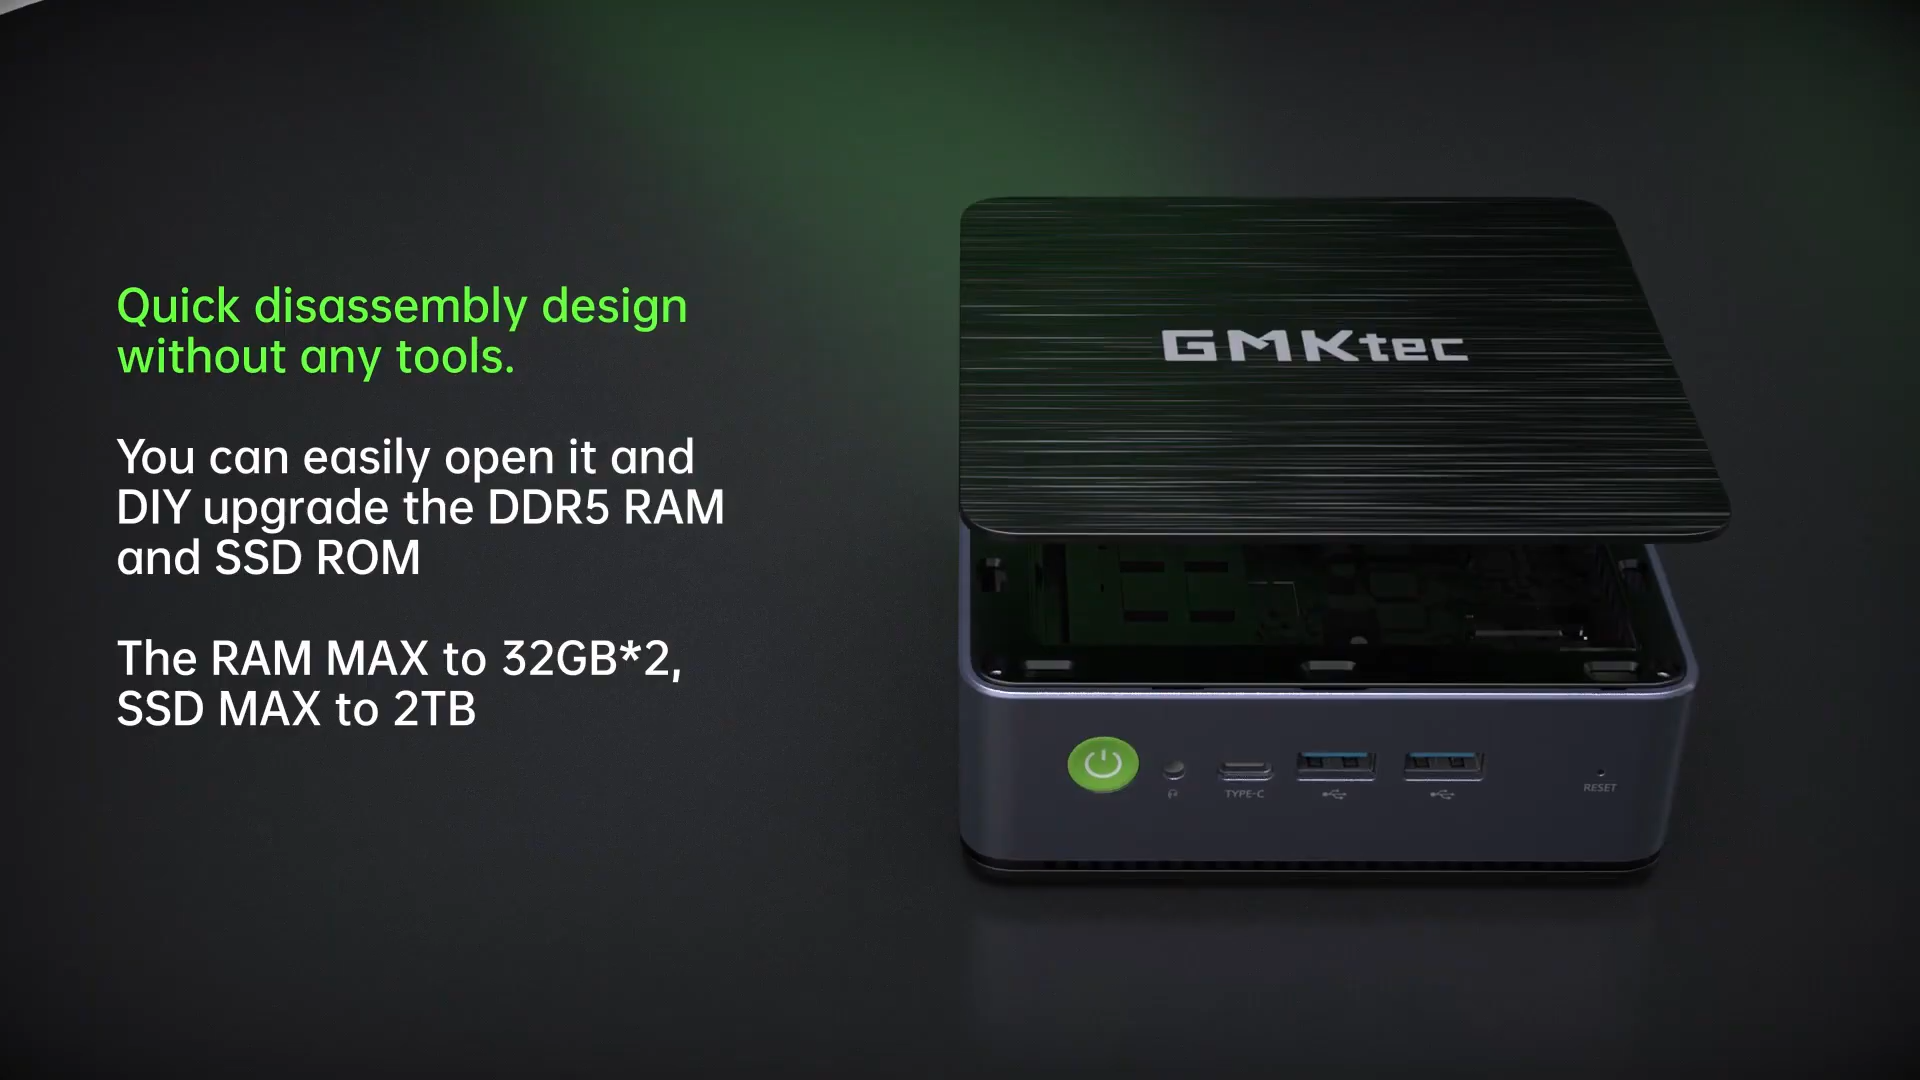 Quick disassembly design
without any tools.
You can easily open it and
DIY upgrade the DDR5 RAM
and SSD ROM
The RAM MAX to 32GB*2,
SSD MAX to 2TB
GMKtec
TYPE-C
RESET